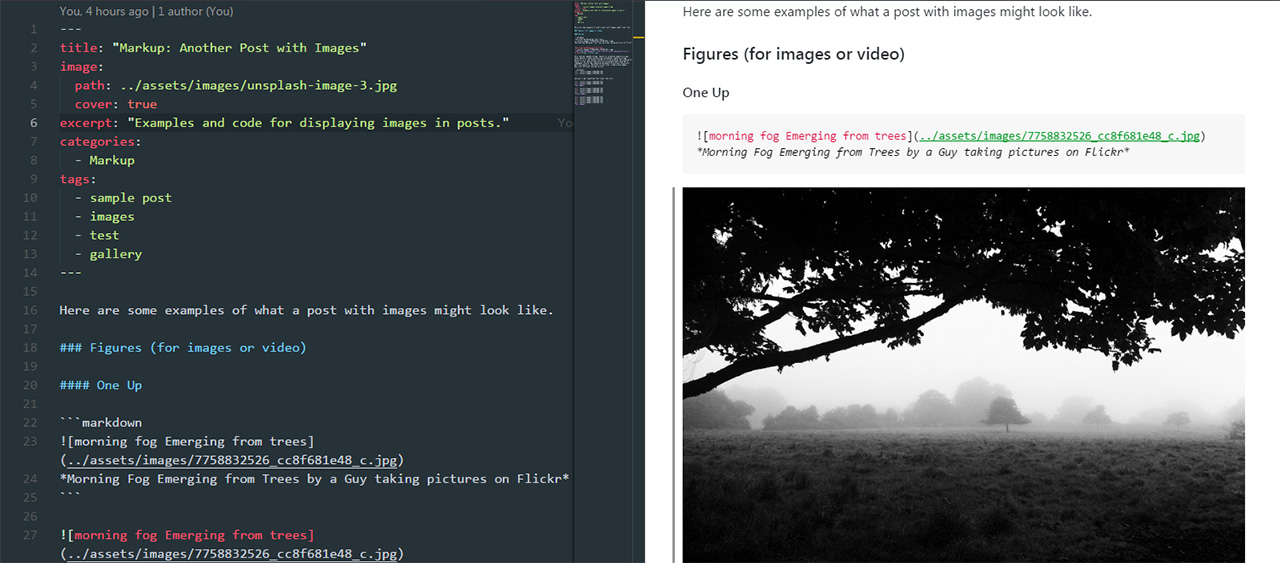 You, 4 hours ago | 1 author (You)
1 ---
2 title: "Markup: Another Post with Images"
3 image:
4 path: ../assets/images/unsplash-image-3.jpg
5 cover: true
6 excerpt: "Examples and code for displaying images in posts." Yo
7 categories:
8 - Markup
9 tags:
10 - sample post
11 - images
12 - test
13 - gallery
14 ---
15
16 Here are some examples of what a post with images might look like.
17
18 ### Figures (for images or video)
19
20 #### One Up
21
22 ```markdown
23 ![morning fog Emerging from trees]
(../assets/images/7758832526_cc8f681e48_c.jpg)
24 *Morning Fog Emerging from Trees by a Guy taking pictures on Flickr*
25 ```
26
27 ![morning fog Emerging from trees]
(../assets/images/7758832526_cc8f681e48_c.jpg)
Here are some examples of what a post with images might look like.
Figures (for images or video)
One Up
![morning fog Emerging from trees](../assets/images/7758832526_cc8f681e48_c.jpg)
*Morning Fog Emerging from Trees by a Guy taking pictures on Flickr*